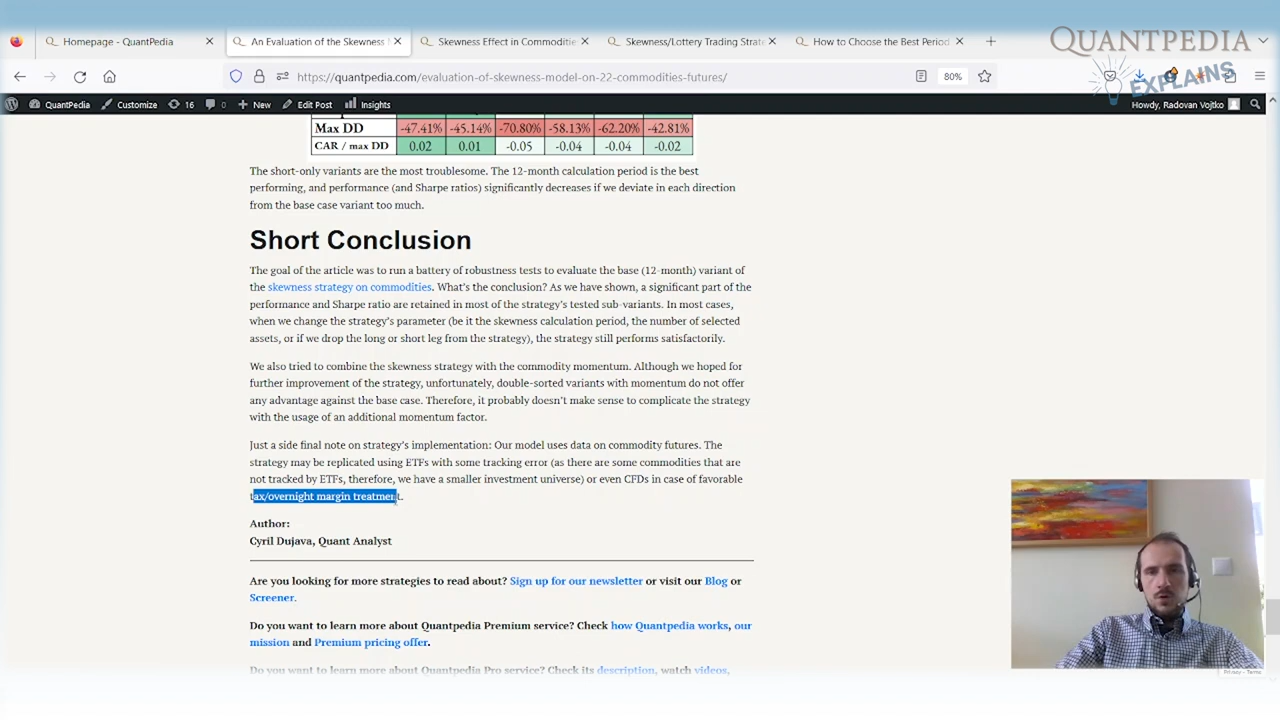 Homepage - QuantPedia
An Evaluation of the Skewness
Skewness Effect in Commodities
Skewness/Lottery Trading Strate
How to Choose the Best Period
QUANTPEDIA
EXPLAINS
https://quantpedia.com/evaluation-of-skewness-model-on-22-commodities-futures/
80%
QuantPedia
Customize
16
0
New
Edit Post
Insights
Howdy, Radovan Vojtko
Max DD -47.41% -45.14% -70.80% -58.13% -62.20% -42.81%
CAR / max DD 0.02 0.01 -0.05 -0.04 -0.04 -0.02
The short-only variants are the most troublesome. The 12-month calculation period is the best
performing, and performance (and Sharpe ratios) significantly decreases if we deviate in each direction
from the base case variant too much.
Short Conclusion
The goal of the article was to run a battery of robustness tests to evaluate the base (12-month) variant of
the skewness strategy on commodities. What's the conclusion? As we have shown, a significant part of the
performance and Sharpe ratio are retained in most of the strategy's tested sub-variants. In most cases,
when we change the strategy's parameter (be it the skewness calculation period, the number of selected
assets, or if we drop the long or short leg from the strategy), the strategy still performs satisfactorily.
We also tried to combine the skewness strategy with the commodity momentum. Although we hoped for
further improvement of the strategy, unfortunately, double-sorted variants with momentum do not offer
any advantage against the base case. Therefore, it probably doesn't make sense to complicate the strategy
with the usage of an additional momentum factor.
Just a side final note on strategy's implementation: Our model uses data on commodity futures. The
strategy may be replicated using ETFs with some tracking error (as there are some commodities that are
not tracked by ETFs, therefore, we have a smaller investment universe) or even CFDs in case of favorable
tax/overnight margin treatment.
Author:
Cyril Dujava, Quant Analyst
Are you looking for more strategies to read about? Sign up for our newsletter or visit our Blog or
Screener.
Do you want to learn more about Quantpedia Premium service? Check how Quantpedia works, our
mission and Premium pricing offer.
Do you want to learn more about Quantpedia Pro service? Check its description, watch videos,
Privacy - Terms